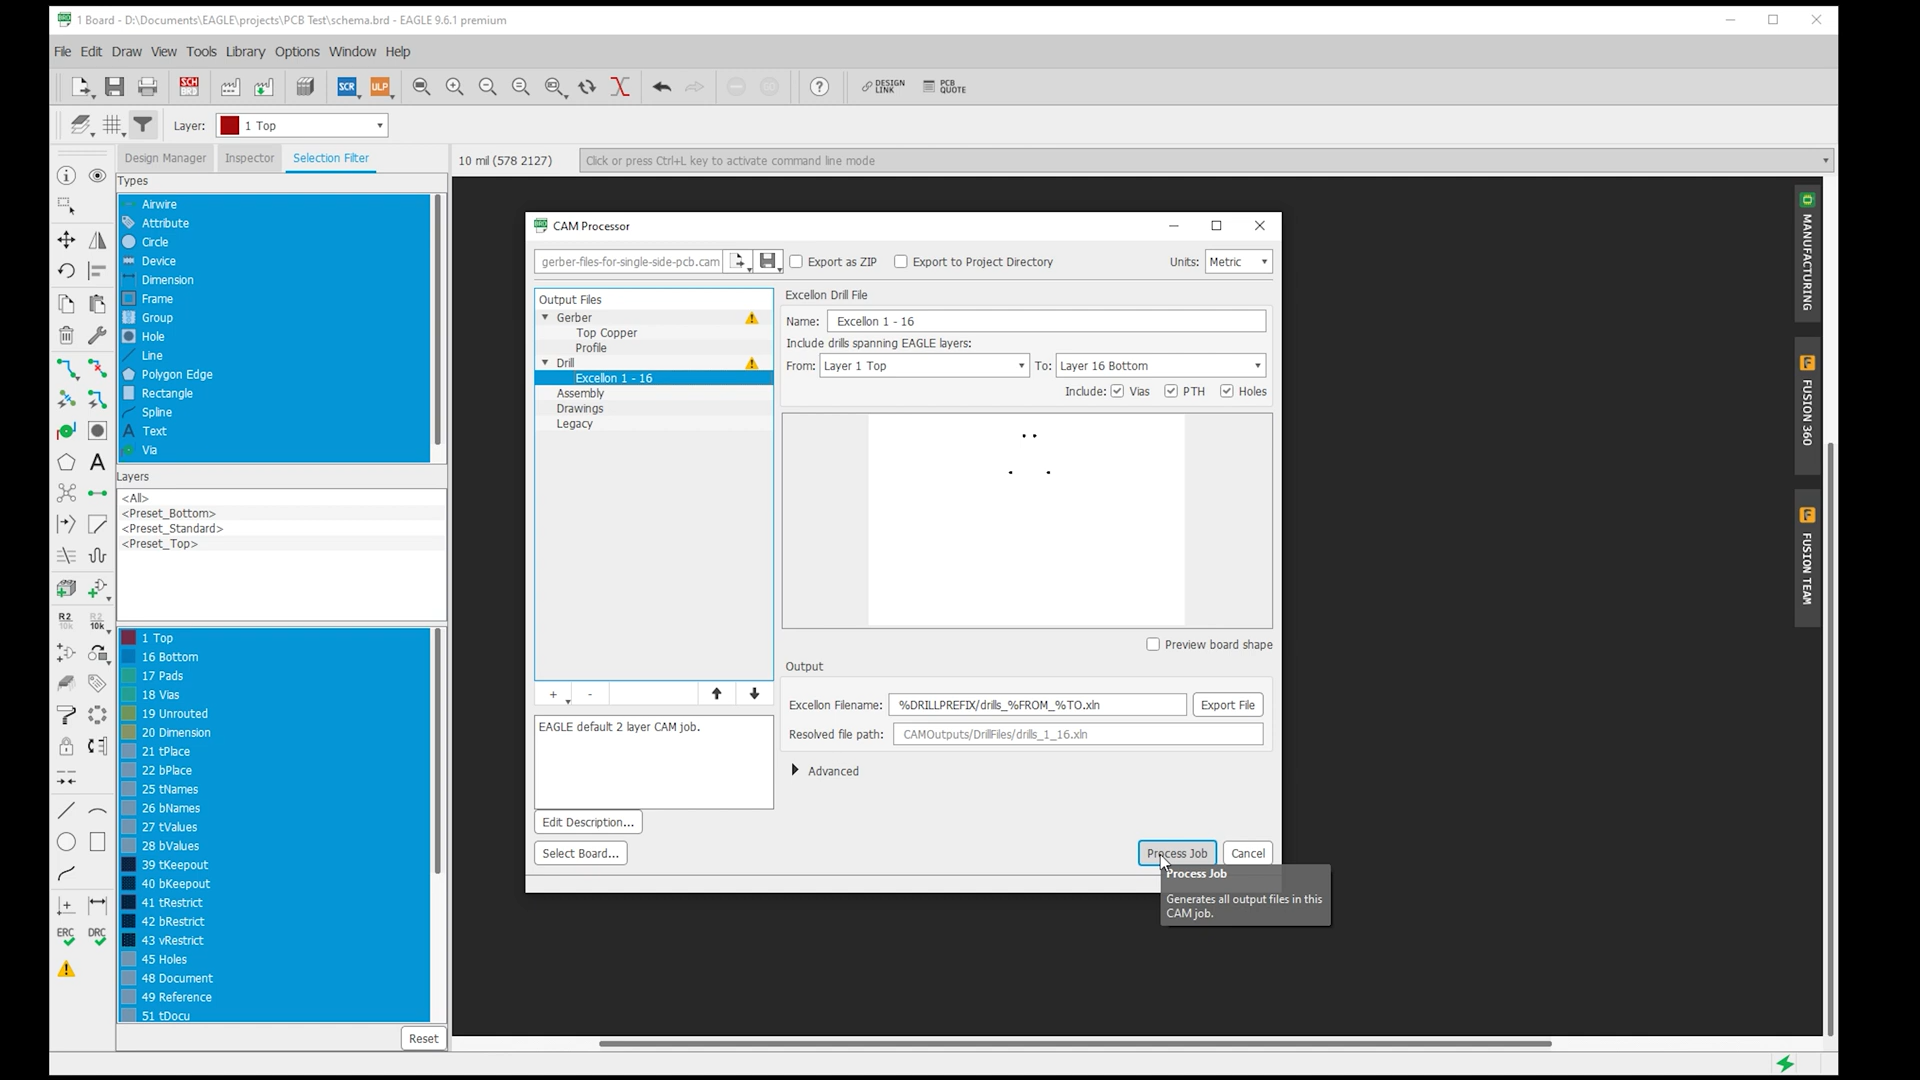 1 Board - D:\Documents\EAGLE\projects\PCB Test\schema.brd - EAGLE 9.6.1 premium
File Edit Draw View Tools Library Options Window Help
SCH BRD SCR ULP DESIGN LINK PCB QUOTE
Layer: 1 Top
Design Manager Inspector Selection Filter
10 mil (578 2127) Click or press Ctrl+L key to activate command line mode
Types
Airwire
Attribute
Circle
Device
Dimension
Frame
Group
Hole
Line
Polygon Edge
Rectangle
Spline
Text
Via
Layers
<All>
<Preset_Bottom>
<Preset_Standard>
<Preset_Top>
1 Top
16 Bottom
17 Pads
18 Vias
19 Unrouted
20 Dimension
21 tPlace
22 bPlace
25 tNames
26 bNames
27 tValues
28 bValues
39 tKeepout
40 bKeepout
41 tRestrict
42 bRestrict
43 vRestrict
45 Holes
48 Document
49 Reference
51 tDocu
Reset
R2 10k R2 10k
ERC DRC
CAM Processor
gerber-files-for-single-side-pcb.cam Export as ZIP Export to Project Directory Units: Metric
Output Files
Gerber
Top Copper
Profile
Drill
Excellon 1 - 16
Assembly
Drawings
Legacy
+ -
EAGLE default 2 layer CAM job.
Edit Description...
Select Board...
Excellon Drill File
Name: Excellon 1 - 16
Include drills spanning EAGLE layers:
From: Layer 1 Top To: Layer 16 Bottom
Include: Vias PTH Holes
Preview board shape
Output
Excellon Filename: %DRILLPREFIX/drills_%FROM_%TO.xln Export File
Resolved file path: CAMOutputs/DrillFiles/drills_1_16.xln
Advanced
Process Job Cancel
Process Job
Generates all output files in this
CAM job.
MANUFACTURING
FUSION 360
FUSION TEAM